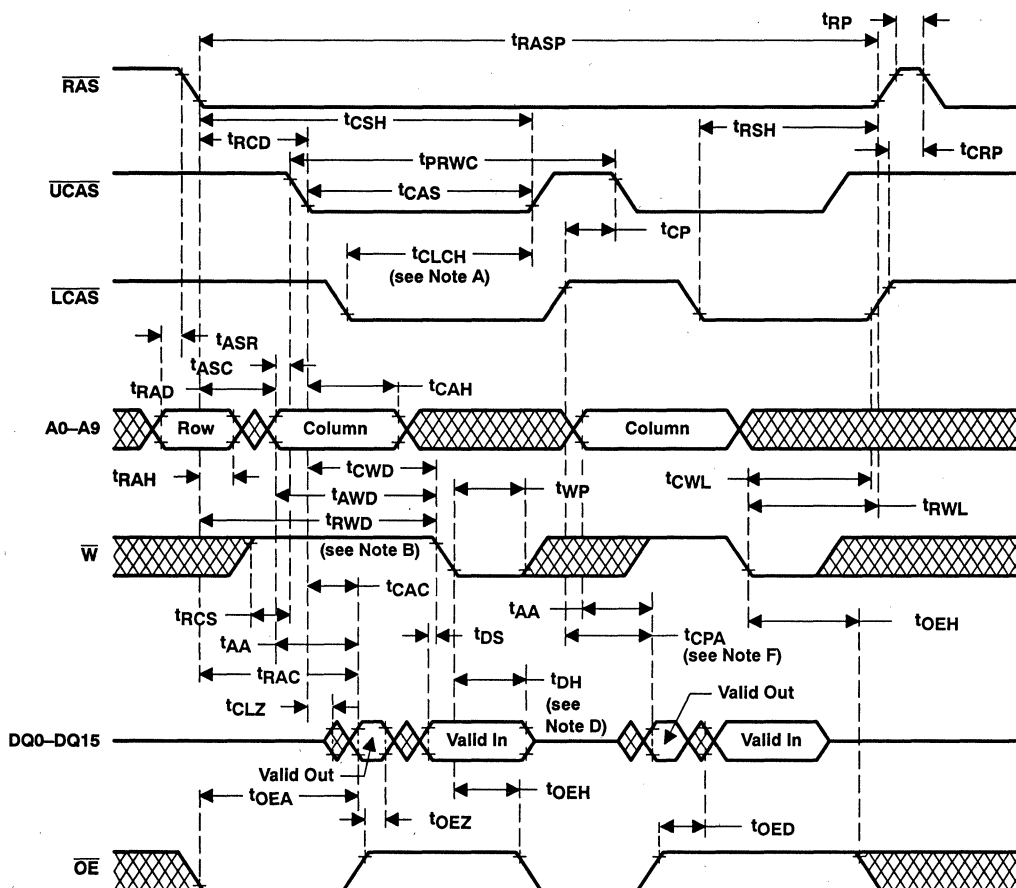 tRP
tRASP
RAS
tCSH
tRSH
tRCD
tCRP
tPRWC
UCAS
tCAS
tCP
tCLCH
(see Note A)
LCAS
tASR
tASC
tRAD
tCAH
A0–A9
Row
Column
Column
tRAH
tCWD
tWP
tCWL
tAWD
tRWL
tRWD
(see Note B)
W
tCAC
tRCS
tAA
tOEH
tAA
tDS
tCPA
(see Note F)
tRAC
tDH
(see
Note D)
Valid Out
tCLZ
DQ0–DQ15
Valid In
Valid In
Valid Out
tOEH
tOEA
tOEZ
tOED
OE